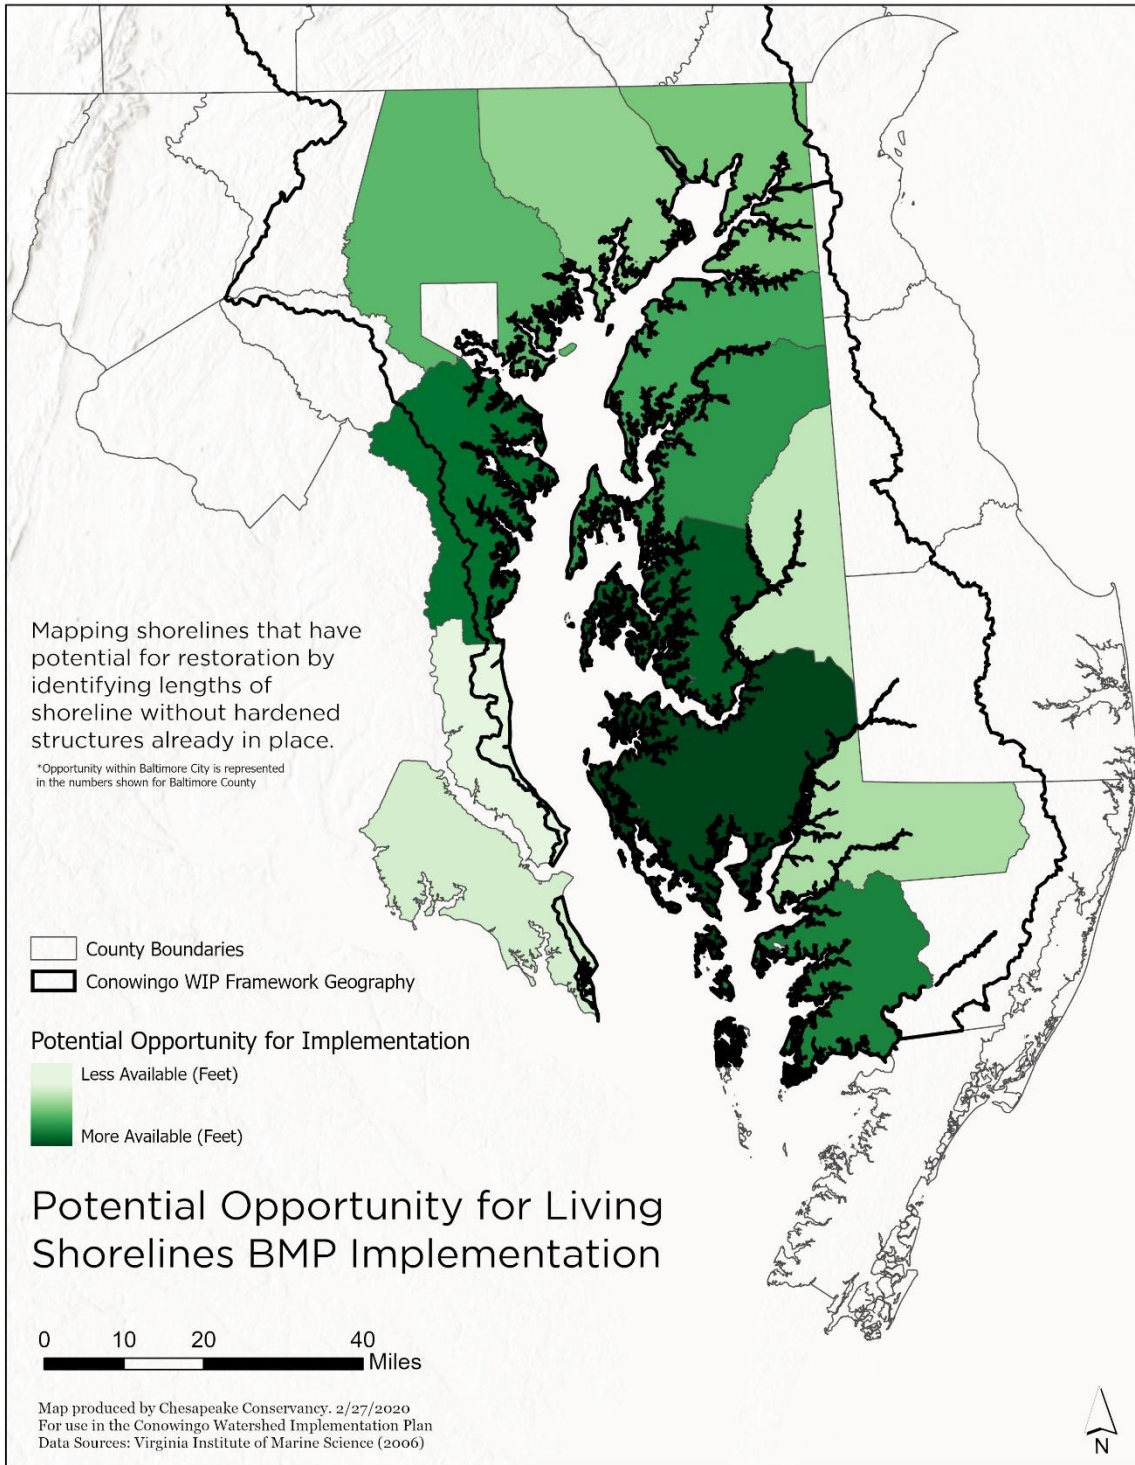 Mapping shorelines that have
potential for restoration by
identifying lengths of
shoreline without hardened
structures already in place.
*Opportunity within Baltimore City is represented
in the numbers shown for Baltimore County
County Boundaries
Conowingo WIP Framework Geography
Potential Opportunity for Implementation
Less Available (Feet)
More Available (Feet)
Potential Opportunity for Living
Shorelines BMP Implementation
0 10 20 40
Miles
Map produced by Chesapeake Conservancy. 2/27/2020
For use in the Conowingo Watershed Implementation Plan
Data Sources: Virginia Institute of Marine Science (2006)
N